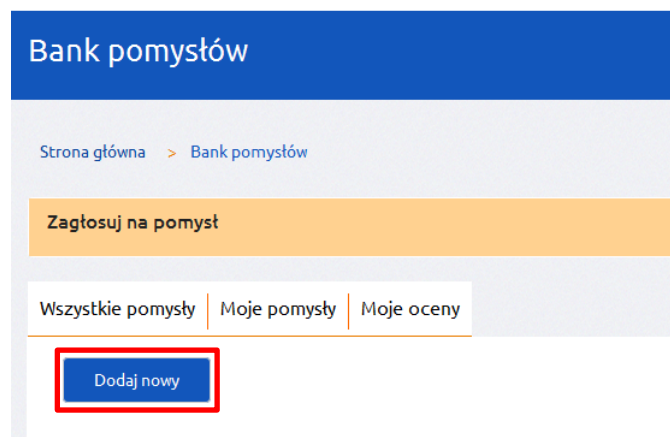 Bank pomysłów
Strona główna > Bank pomysłów
Zagłosuj na pomysł
Wszystkie pomysły Moje pomysły Moje oceny
Dodaj nowy